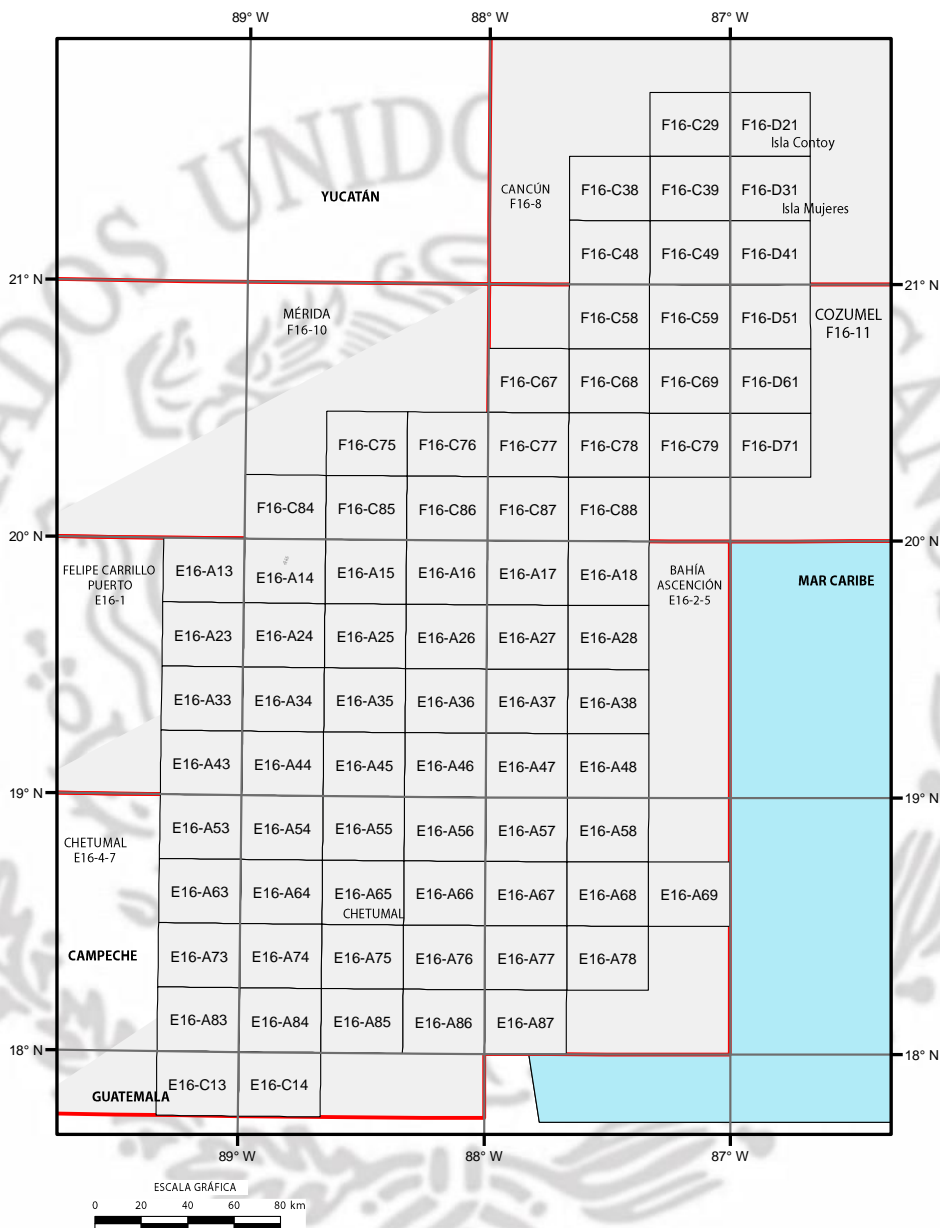 89° W 88° W 87° W
ESTADOS UNIDOS MEXICANOS
F16-C29 F16-D21
Isla Contoy
YUCATÁN
CANCÚN
F16-8
F16-C38 F16-C39 F16-D31
Isla Mujeres
F16-C48 F16-C49 F16-D41
21° N 21° N
MÉRIDA
F16-10
F16-C58 F16-C59 F16-D51
COZUMEL
F16-11
F16-C67 F16-C68 F16-C69 F16-D61
F16-C75 F16-C76 F16-C77 F16-C78 F16-C79 F16-D71
F16-C84 F16-C85 F16-C86 F16-C87 F16-C88
20° N 20° N
FELIPE CARRILLO
PUERTO
E16-1
E16-A13 E16-A14 E16-A15 E16-A16 E16-A17 E16-A18
BAHÍA
ASCENCIÓN
E16-2-5
MAR CARIBE
E16-A23 E16-A24 E16-A25 E16-A26 E16-A27 E16-A28
E16-A33 E16-A34 E16-A35 E16-A36 E16-A37 E16-A38
E16-A43 E16-A44 E16-A45 E16-A46 E16-A47 E16-A48
19° N 19° N
E16-A53 E16-A54 E16-A55 E16-A56 E16-A57 E16-A58
CHETUMAL
E16-4-7
E16-A63 E16-A64 E16-A65 E16-A66 E16-A67 E16-A68 E16-A69
CHETUMAL
CAMPECHE
E16-A73 E16-A74 E16-A75 E16-A76 E16-A77 E16-A78
E16-A83 E16-A84 E16-A85 E16-A86 E16-A87
18° N 18° N
E16-C13 E16-C14
GUATEMALA
89° W 88° W 87° W
ESCALA GRÁFICA
0 20 40 60 80 km